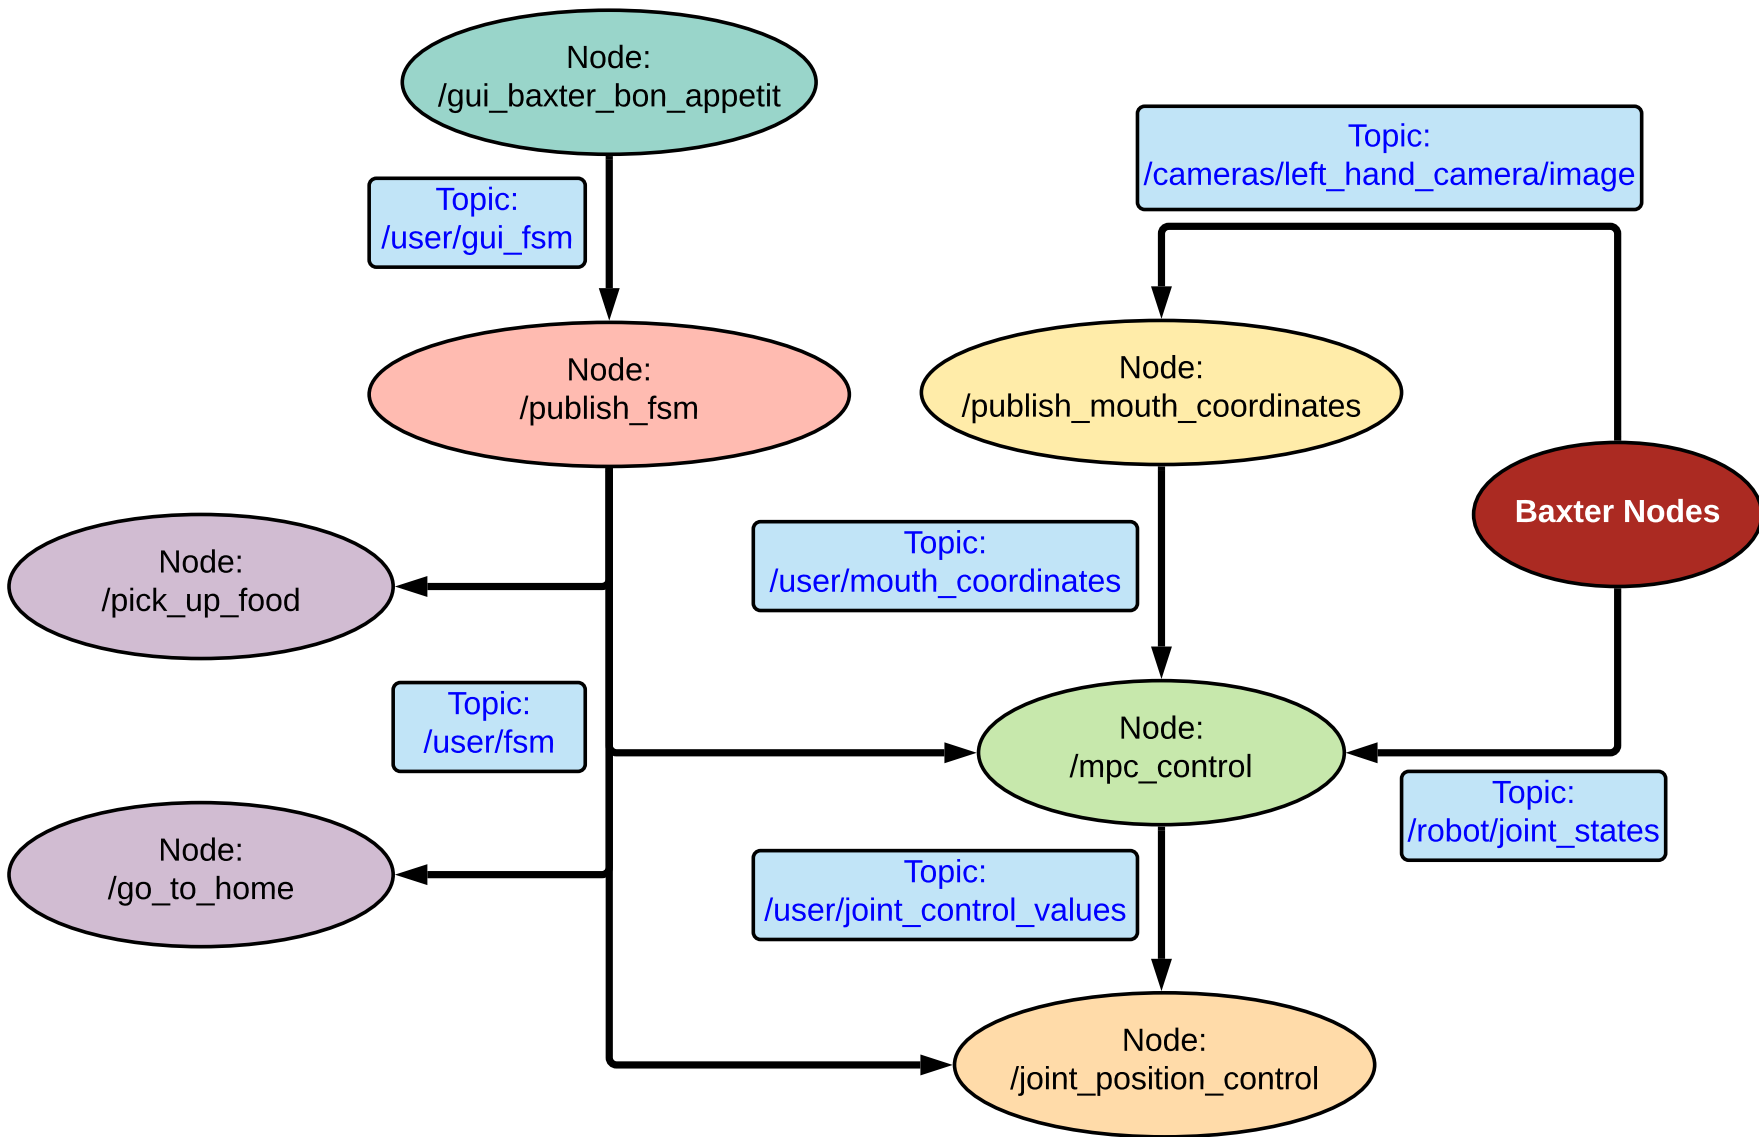 Node:
/gui_baxter_bon_appetit
Topic:
/cameras/left_hand_camera/image
Topic:
/user/gui_fsm
Node:
/publish_fsm
Node:
/publish_mouth_coordinates
Baxter Nodes
Topic:
/user/mouth_coordinates
Node:
/pick_up_food
Topic:
/user/fsm
Node:
/mpc_control
Topic:
/robot/joint_states
Node:
/go_to_home
Topic:
/user/joint_control_values
Node:
/joint_position_control